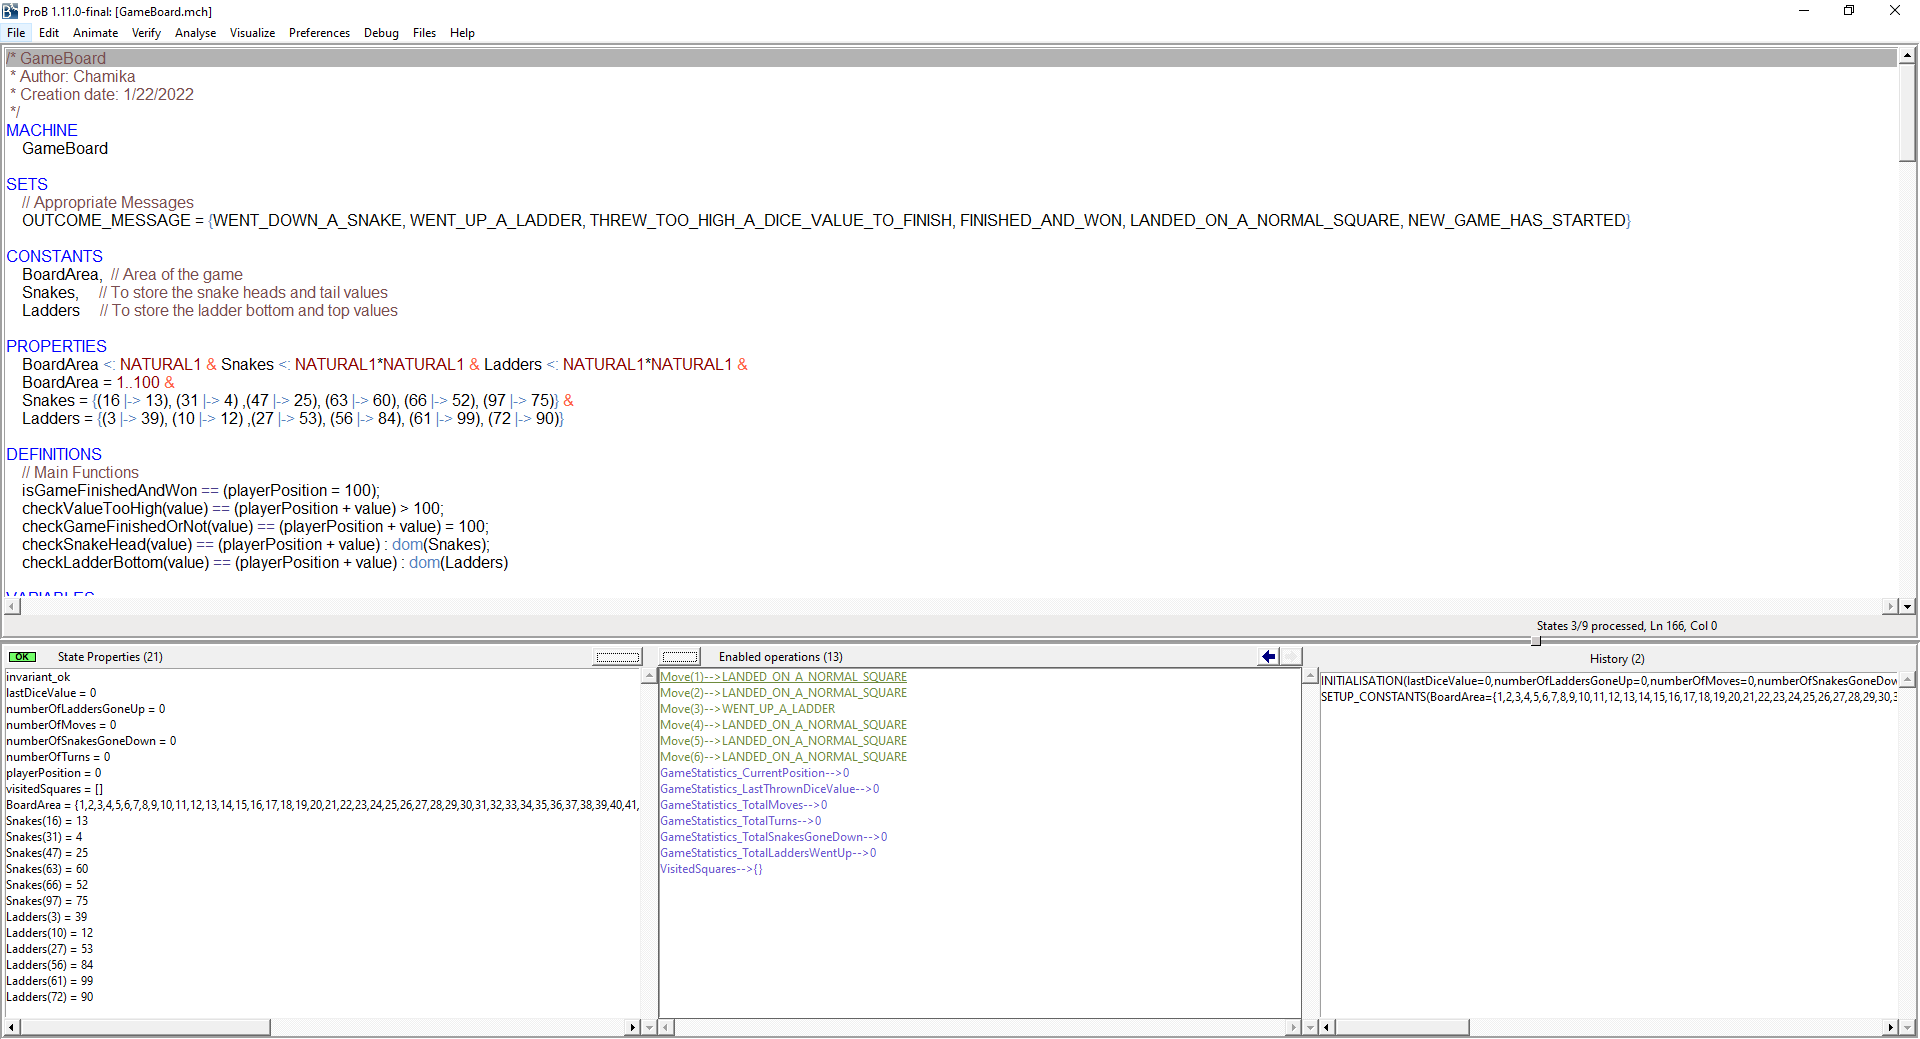 ProB 1.11.0-final: [GameBoard.mch]
File Edit Animate Verify Analyse Visualize Preferences Debug Files Help
/* GameBoard
* Author: Chamika
* Creation date: 1/22/2022
*/
MACHINE
GameBoard
SETS
// Appropriate Messages
OUTCOME_MESSAGE = {WENT_DOWN_A_SNAKE, WENT_UP_A_LADDER, THREW_TOO_HIGH_A_DICE_VALUE_TO_FINISH, FINISHED_AND_WON, LANDED_ON_A_NORMAL_SQUARE, NEW_GAME_HAS_STARTED}
CONSTANTS
BoardArea, // Area of the game
Snakes, // To store the snake heads and tail values
Ladders // To store the ladder bottom and top values
PROPERTIES
BoardArea <: NATURAL1 & Snakes <: NATURAL1*NATURAL1 & Ladders <: NATURAL1*NATURAL1 &
BoardArea = 1..100 &
Snakes = {(16 |-> 13), (31 |-> 4) ,(47 |-> 25), (63 |-> 60), (66 |-> 52), (97 |-> 75)} &
Ladders = {(3 |-> 39), (10 |-> 12) ,(27 |-> 53), (56 |-> 84), (61 |-> 99), (72 |-> 90)}
DEFINITIONS
// Main Functions
isGameFinishedAndWon == (playerPosition = 100);
checkValueTooHigh(value) == (playerPosition + value) > 100;
checkGameFinishedOrNot(value) == (playerPosition + value) = 100;
checkSnakeHead(value) == (playerPosition + value) : dom(Snakes);
checkLadderBottom(value) == (playerPosition + value) : dom(Ladders)
VARIABLES
States 3/9 processed, Ln 166, Col 0
OK State Properties (21)
invariant_ok
lastDiceValue = 0
numberOfLaddersGoneUp = 0
numberOfMoves = 0
numberOfSnakesGoneDown = 0
numberOfTurns = 0
playerPosition = 0
visitedSquares = []
BoardArea = {1,2,3,4,5,6,7,8,9,10,11,12,13,14,15,16,17,18,19,20,21,22,23,24,25,26,27,28,29,30,31,32,33,34,35,36,37,38,39,40,41,
Snakes(16) = 13
Snakes(31) = 4
Snakes(47) = 25
Snakes(63) = 60
Snakes(66) = 52
Snakes(97) = 75
Ladders(3) = 39
Ladders(10) = 12
Ladders(27) = 53
Ladders(56) = 84
Ladders(61) = 99
Ladders(72) = 90
Enabled operations (13)
Move(1)-->LANDED_ON_A_NORMAL_SQUARE
Move(2)-->LANDED_ON_A_NORMAL_SQUARE
Move(3)-->WENT_UP_A_LADDER
Move(4)-->LANDED_ON_A_NORMAL_SQUARE
Move(5)-->LANDED_ON_A_NORMAL_SQUARE
Move(6)-->LANDED_ON_A_NORMAL_SQUARE
GameStatistics_CurrentPosition-->0
GameStatistics_LastThrownDiceValue-->0
GameStatistics_TotalMoves-->0
GameStatistics_TotalTurns-->0
GameStatistics_TotalSnakesGoneDown-->0
GameStatistics_TotalLaddersWentUp-->0
VisitedSquares-->{}
History (2)
INITIALISATION(lastDiceValue=0,numberOfLaddersGoneUp=0,numberOfMoves=0,numberOfSnakesGoneDow
SETUP_CONSTANTS(BoardArea={1,2,3,4,5,6,7,8,9,10,11,12,13,14,15,16,17,18,19,20,21,22,23,24,25,26,27,28,29,30,3